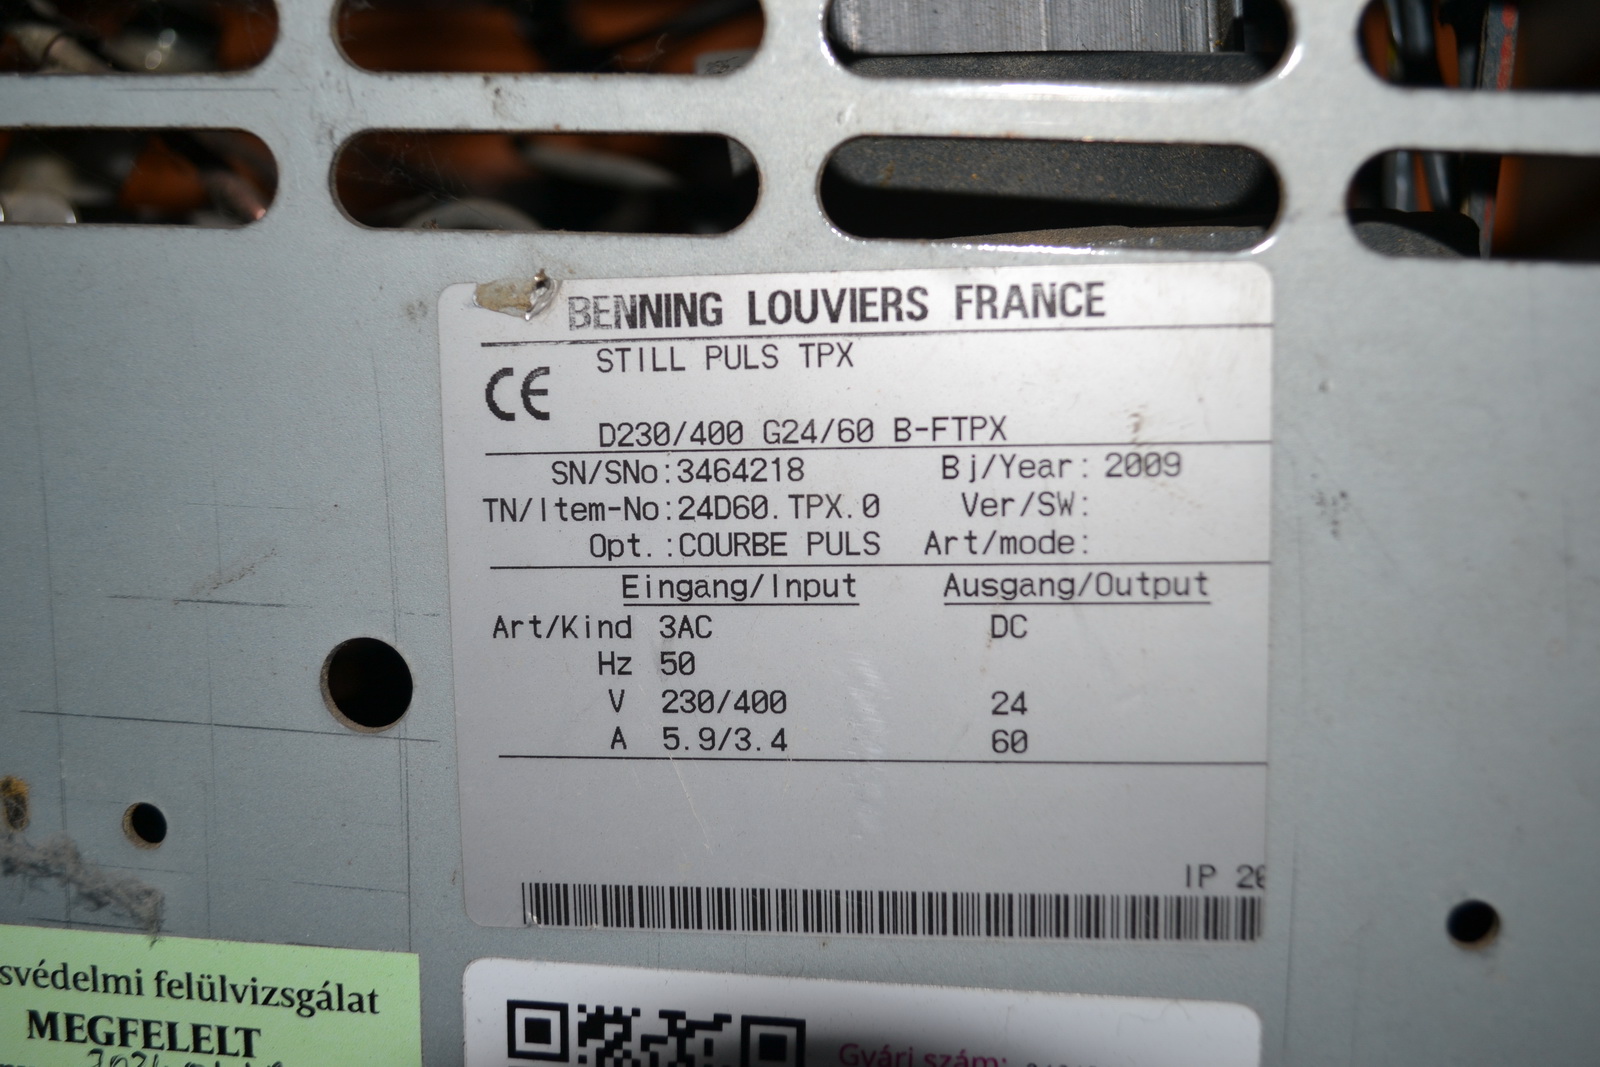 BENNING LOUVIERS FRANCE
STILL PULS TPX
CE
D230/400 G24/60 B-FTPX
SN/SNo:3464218 Bj/Year: 2009
TN/Item-No:24D60.TPX.0 Ver/SW:
Opt.:COURBE PULS Art/mode:
Eingang/Input Ausgang/Output
Art/Kind 3AC DC
Hz 50
V 230/400 24
A 5.9/3.4 60
IP 20
svédelmi felülvizsgálat
MEGFELELT
Gyári szám: